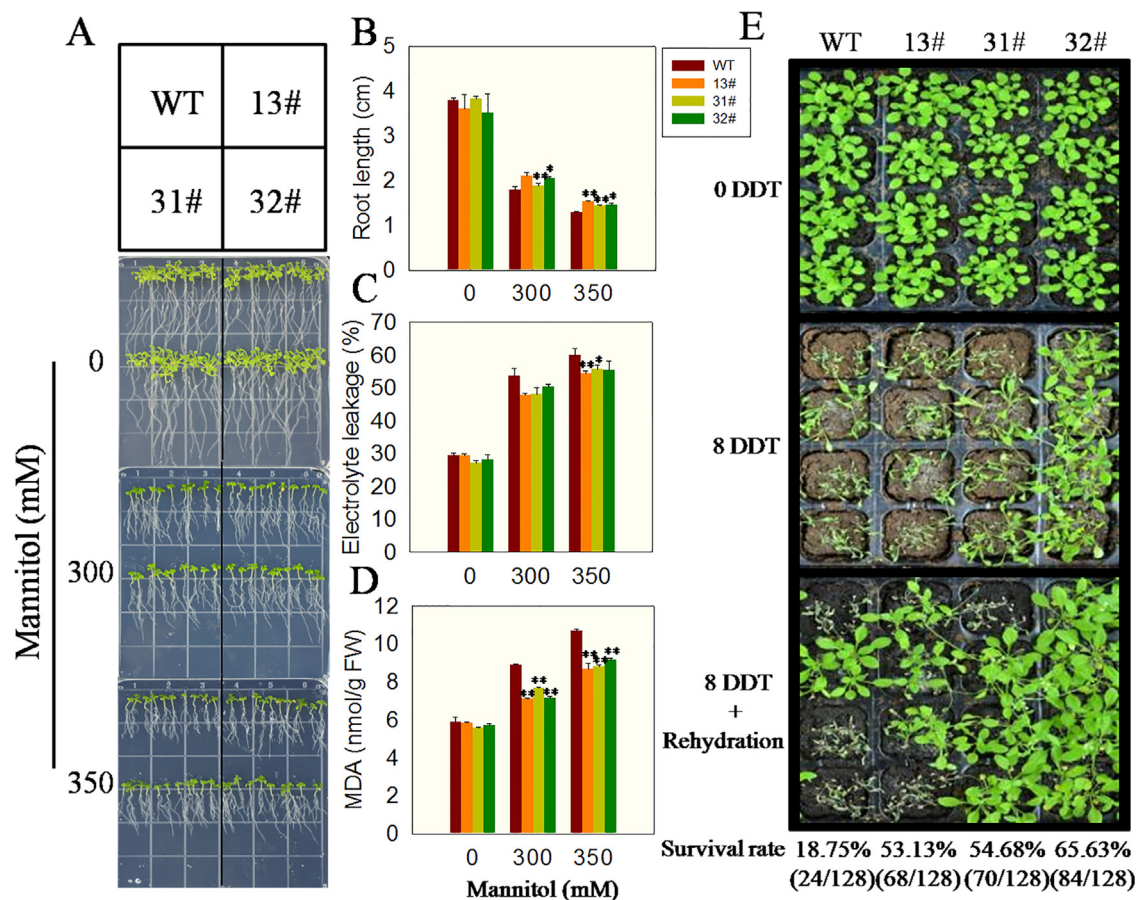 A
WT 13#
31# 32#
Mannitol (mM)
0
300
350
B
Root length (cm)
5
4
3
2
1
0
** *
** ** *
0 300 350
WT
13#
31#
32#
C
Electrolyte leakage (%)
70
60
50
40
30
20
10
0
** *
0 300 350
D
MDA (nmol/g FW)
12
10
8
6
4
2
0
** ** **
** ** **
0 300 350
Mannitol (mM)
E
WT 13# 31# 32#
0 DDT
8 DDT
8 DDT
+
Rehydration
Survival rate 18.75% 53.13% 54.68% 65.63%
(24/128) (68/128) (70/128) (84/128)